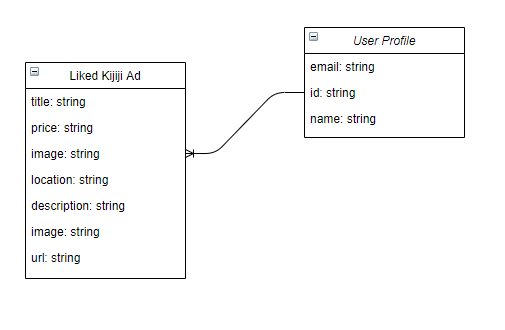 User Profile
email: string
id: string
name: string
Liked Kijiji Ad
title: string
price: string
image: string
location: string
description: string
image: string
url: string